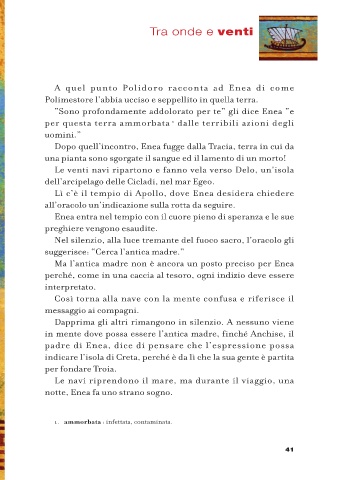 Tra onde e venti
A quel punto Polidoro racconta ad Enea di come
Polimestore l'abbia ucciso e seppellito in quella terra.
"Sono profondamente addolorato per te" gli dice Enea "e
per questa terra ammorbata¹ dalle terribili azioni degli
uomini."
Dopo quell'incontro, Enea fugge dalla Tracia, terra in cui da
una pianta sono sgorgate il sangue ed il lamento di un morto!
Le venti navi ripartono e fanno vela verso Delo, un'isola
dell'arcipelago delle Cicladi, nel mar Egeo.
Lì c'è il tempio di Apollo, dove Enea desidera chiedere
all'oracolo un'indicazione sulla rotta da seguire.
Enea entra nel tempio con il cuore pieno di speranza e le sue
preghiere vengono esaudite.
Nel silenzio, alla luce tremante del fuoco sacro, l'oracolo gli
suggerisce: "Cerca l'antica madre."
Ma l'antica madre non è ancora un posto preciso per Enea
perché, come in una caccia al tesoro, ogni indizio deve essere
interpretato.
Così torna alla nave con la mente confusa e riferisce il
messaggio ai compagni.
Dapprima gli altri rimangono in silenzio. A nessuno viene
in mente dove possa essere l'antica madre, finché Anchise, il
padre di Enea, dice di pensare che l'espressione possa
indicare l'isola di Creta, perché è da lì che la sua gente è partita
per fondare Troia.
Le navi riprendono il mare, ma durante il viaggio, una
notte, Enea fa uno strano sogno.
1. ammorbata : infettata, contaminata.
41